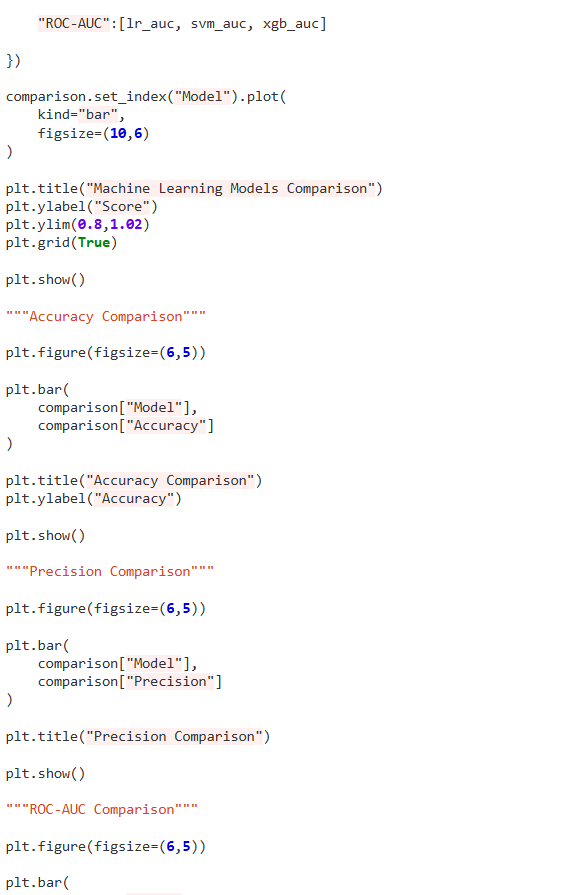 "ROC-AUC":[lr_auc, svm_auc, xgb_auc]

})

comparison.set_index("Model").plot(
    kind="bar",
    figsize=(10,6)
)

plt.title("Machine Learning Models Comparison")
plt.ylabel("Score")
plt.ylim(0.8,1.02)
plt.grid(True)

plt.show()

"""Accuracy Comparison"""

plt.figure(figsize=(6,5))

plt.bar(
    comparison["Model"],
    comparison["Accuracy"]
)

plt.title("Accuracy Comparison")
plt.ylabel("Accuracy")

plt.show()

"""Precision Comparison"""

plt.figure(figsize=(6,5))

plt.bar(
    comparison["Model"],
    comparison["Precision"]
)

plt.title("Precision Comparison")

plt.show()

"""ROC-AUC Comparison"""

plt.figure(figsize=(6,5))

plt.bar(